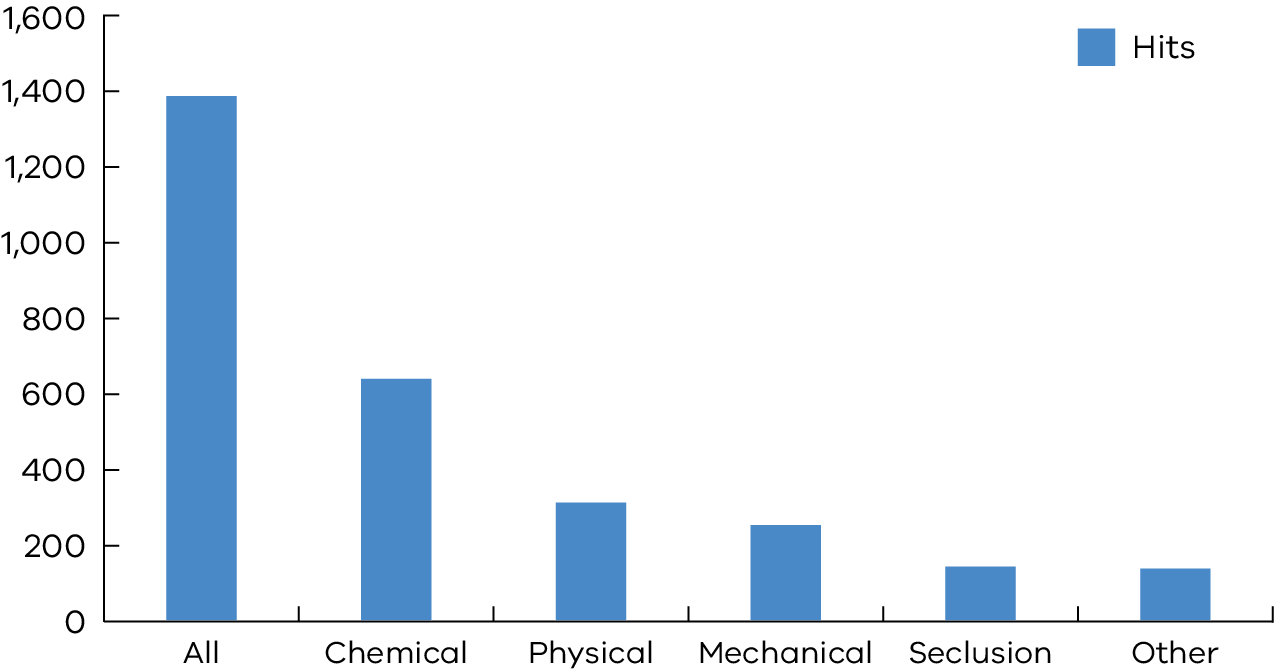 1,600
1,400
1,200
1,000
800
600
400
200
0
Hits
All
Chemical
Physical
Mechanical
Seclusion
Other